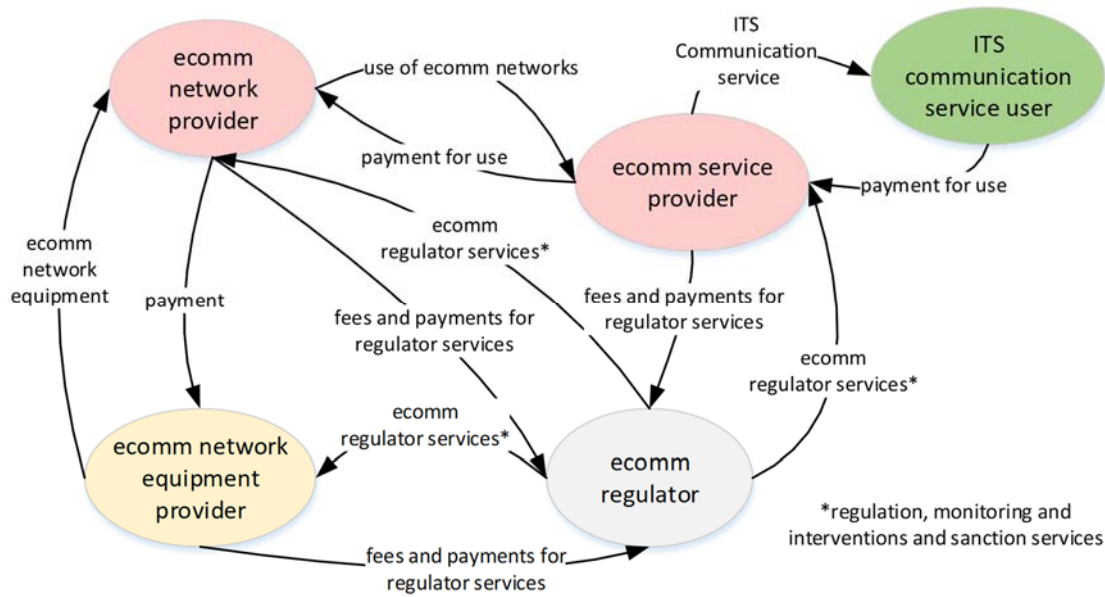 ecomm
network
provider
use of ecomm networks
ITS
Communication
service
ITS
communication
service user
payment for use
ecomm service
provider
payment for use
ecomm
network
equipment
ecomm
regulator services*
payment
fees and payments for
regulator services
fees and payments for
regulator services
ecomm
regulator services*
ecomm
regulator services*
ecomm network
equipment
provider
ecomm
regulator
*regulation, monitoring and
interventions and sanction services
fees and payments for
regulator services